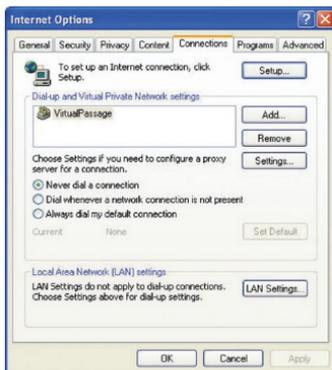 Internet Options
General Security Privacy Content Connections Programs Advanced
To set up an Internet connection, click
Setup.
Setup...
Dial-up and Virtual Private Network settings
VirtualPassage
Add...
Remove
Choose Settings if you need to configure a proxy
server for a connection.
Settings...
Never dial a connection
Dial whenever a network connection is not present
Always dial my default connection
Current None
Set Default
Local Area Network (LAN) settings
LAN Settings do not apply to dial-up connections.
Choose Settings above for dial-up settings.
LAN Settings...
OK Cancel Apply